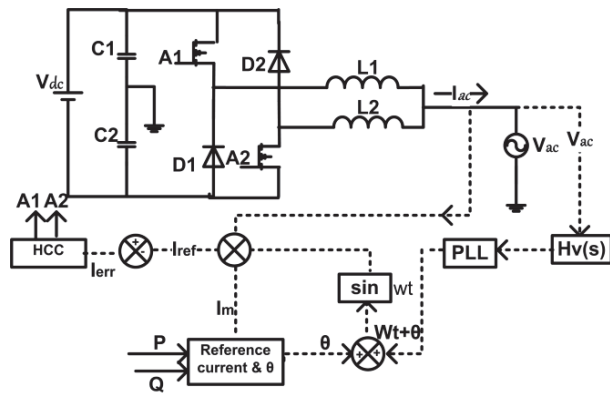 C1
A1
D2
L1
Iac
Vdc
L2
C2
D1
A2
Vac
Vac
A1 A2
HCC
Ierr
Iref
PLL
Hv(s)
sin wt
Im
Wt+θ
P
Q
Reference
current & θ
θ